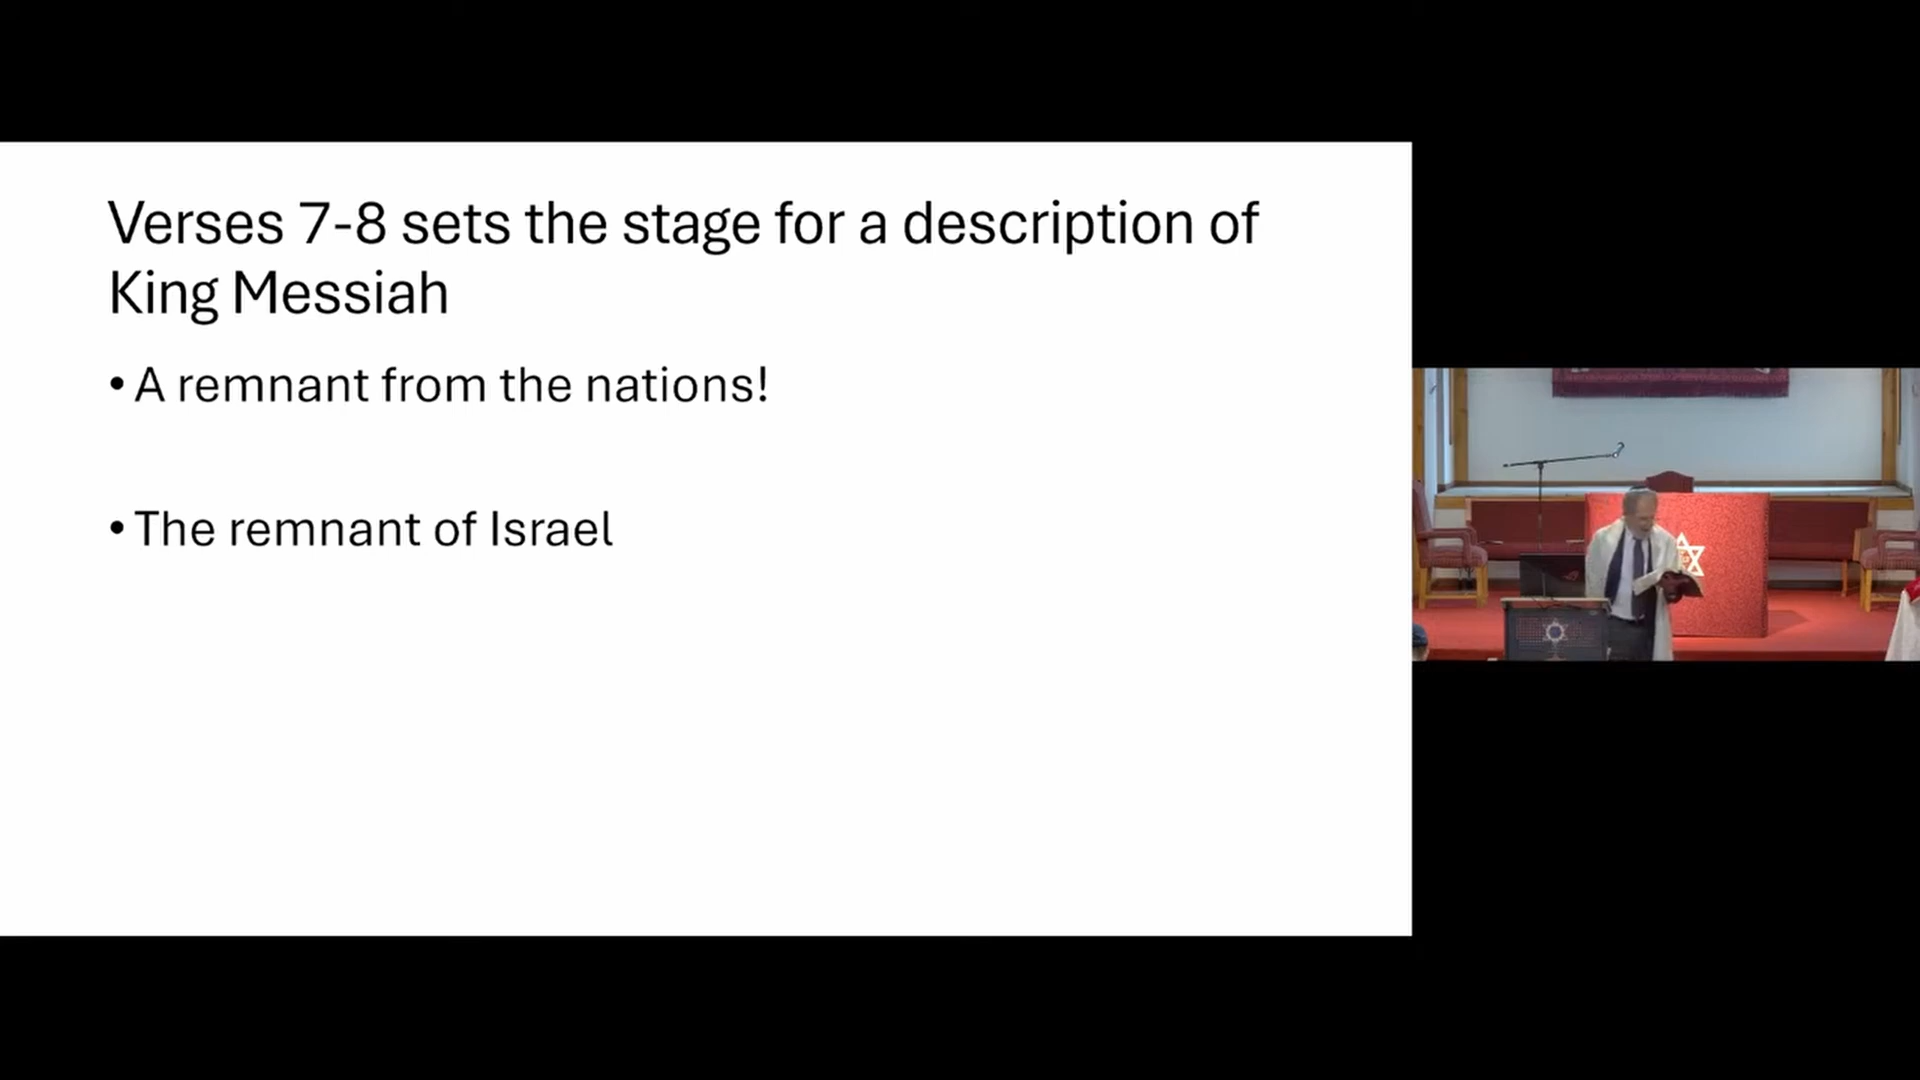 Verses 7-8 sets the stage for a description of
King Messiah
• A remnant from the nations!
• The remnant of Israel